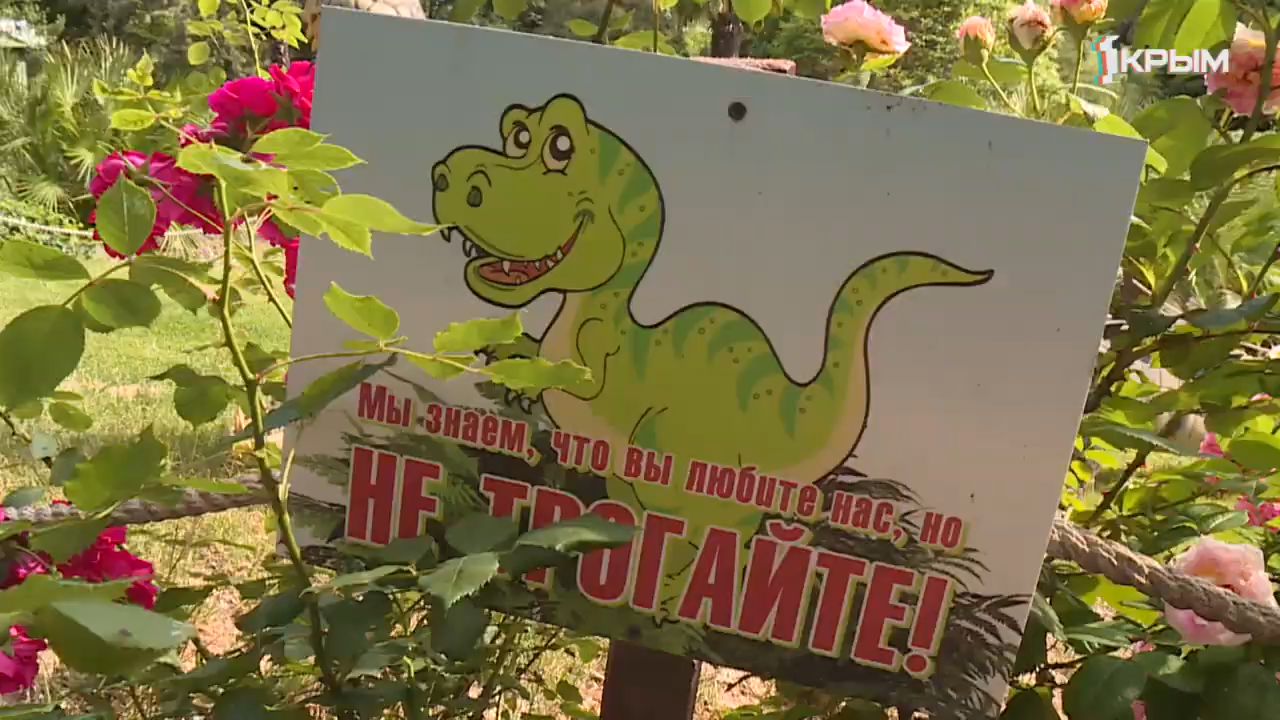 1КРЫМ
Мы знаем, что вы любите нас, но
НЕ ТРОГАЙТЕ!